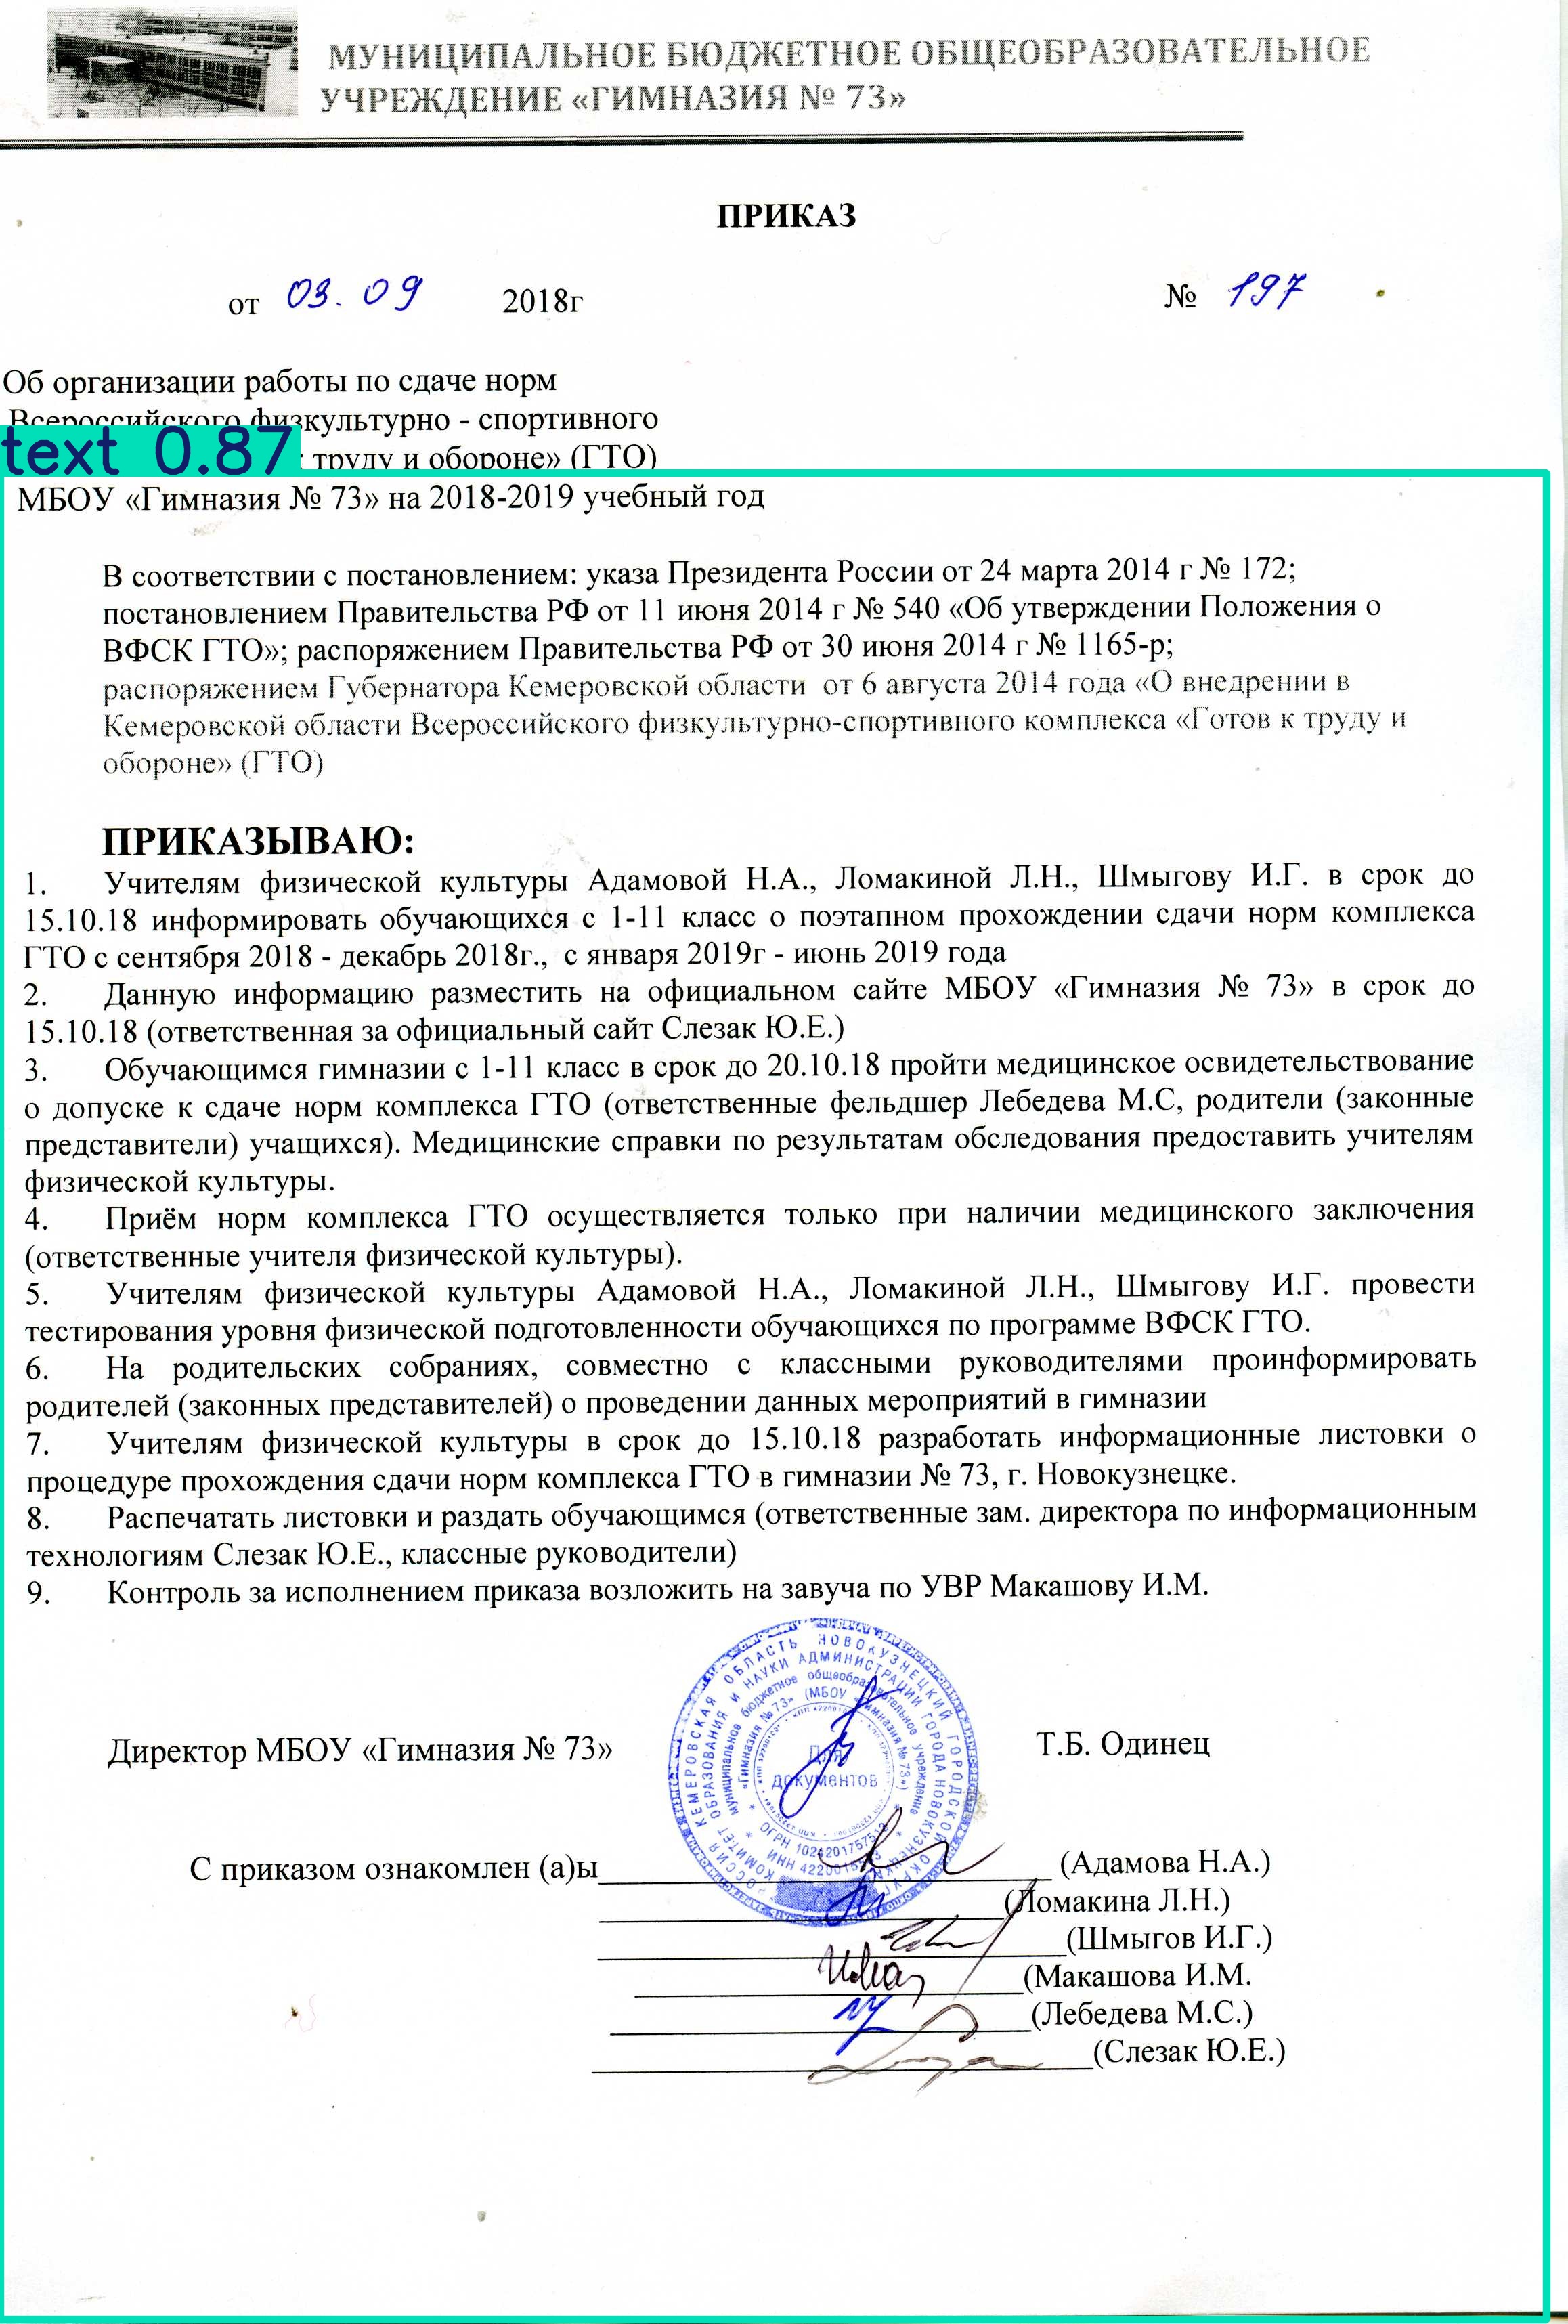 МУНИЦИПАЛЬНОЕ БЮДЖЕТНОЕ ОБЩЕОБРАЗОВАТЕЛЬНОЕ
УЧРЕЖДЕНИЕ «ГИМНАЗИЯ № 73»
ПРИКАЗ
от 03.09 2018г № 197
Об организации работы по сдаче норм
Всероссийского физкультурно - спортивного
text 0.87 труду и обороне» (ГТО)
МБОУ «Гимназия № 73» на 2018-2019 учебный год
В соответствии с постановлением: указа Президента России от 24 марта 2014 г № 172;
постановлением Правительства РФ от 11 июня 2014 г № 540 «Об утверждении Положения о
ВФСК ГТО»; распоряжением Правительства РФ от 30 июня 2014 г № 1165-р;
распоряжением Губернатора Кемеровской области от 6 августа 2014 года «О внедрении в
Кемеровской области Всероссийского физкультурно-спортивного комплекса «Готов к труду и
обороне» (ГТО)
ПРИКАЗЫВАЮ:
1. Учителям физической культуры Адамовой Н.А., Ломакиной Л.Н., Шмыгову И.Г. в срок до
15.10.18 информировать обучающихся с 1-11 класс о поэтапном прохождении сдачи норм комплекса
ГТО с сентября 2018 - декабрь 2018г., с января 2019г - июнь 2019 года
2. Данную информацию разместить на официальном сайте МБОУ «Гимназия № 73» в срок до
15.10.18 (ответственная за официальный сайт Слезак Ю.Е.)
3. Обучающимся гимназии с 1-11 класс в срок до 20.10.18 пройти медицинское освидетельствование
о допуске к сдаче норм комплекса ГТО (ответственные фельдшер Лебедева М.С, родители (законные
представители) учащихся). Медицинские справки по результатам обследования предоставить учителям
физической культуры.
4. Приём норм комплекса ГТО осуществляется только при наличии медицинского заключения
(ответственные учителя физической культуры).
5. Учителям физической культуры Адамовой Н.А., Ломакиной Л.Н., Шмыгову И.Г. провести
тестирования уровня физической подготовленности обучающихся по программе ВФСК ГТО.
6. На родительских собраниях, совместно с классными руководителями проинформировать
родителей (законных представителей) о проведении данных мероприятий в гимназии
7. Учителям физической культуры в срок до 15.10.18 разработать информационные листовки о
процедуре прохождения сдачи норм комплекса ГТО в гимназии № 73, г. Новокузнецке.
8. Распечатать листовки и раздать обучающимся (ответственные зам. директора по информационным
технологиям Слезак Ю.Е., классные руководители)
9. Контроль за исполнением приказа возложить на завуча по УВР Макашову И.М.
Директор МБОУ «Гимназия № 73» Т.Б. Одинец
РОССИЯ КЕМЕРОВСКАЯ ОБЛАСТЬ НОВОКУЗНЕЦКИЙ ГОРОДСКОЙ ОКРУГ
КОМИТЕТ ОБРАЗОВАНИЯ И НАУКИ АДМИНИСТРАЦИИ ГОРОДА НОВОКУЗНЕЦКА
муниципальное бюджетное общеобразовательное учреждение
«Гимназия № 73» (МБОУ «Гимназия № 73»)
Для
документов
С приказом ознакомлен (а)ы (Адамова Н.А.)
(Ломакина Л.Н.)
(Шмыгов И.Г.)
(Макашова И.М.
(Лебедева М.С.)
(Слезак Ю.Е.)